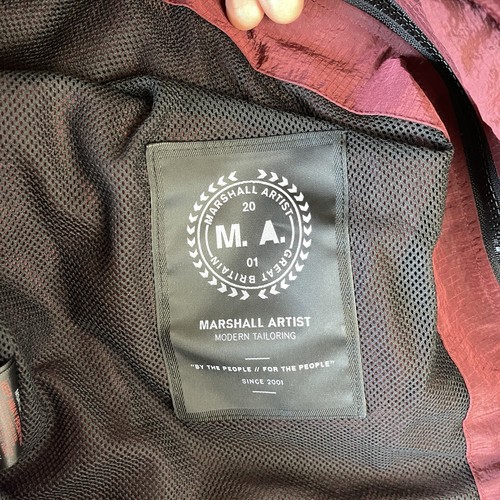 MARSHALL ARTIST
20
M. A.
01
GREAT BRITAIN
MARSHALL ARTIST
MODERN TAILORING
"BY THE PEOPLE // FOR THE PEOPLE"
SINCE 2001